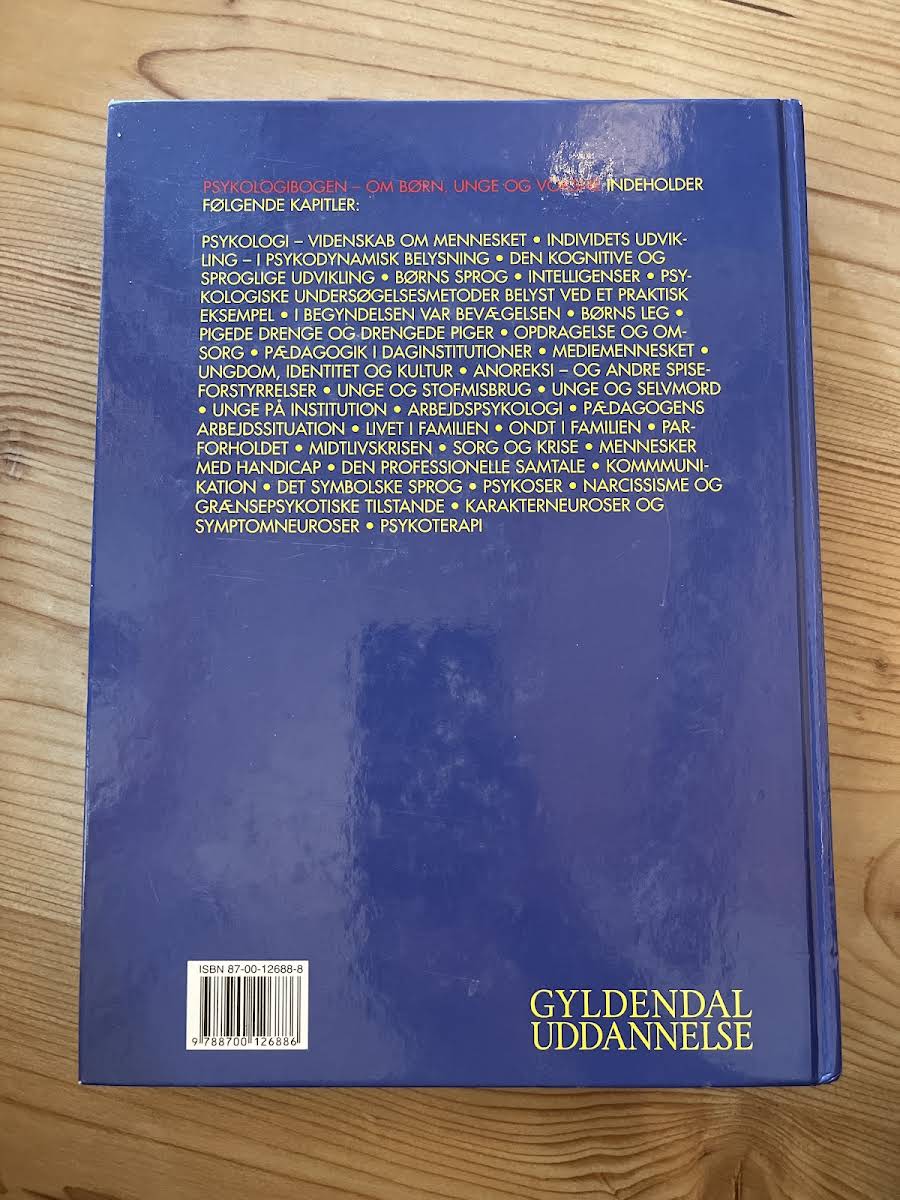 PSYKOLOGIBOGEN – OM BØRN, UNGE OG VOKSNE INDEHOLDER
FØLGENDE KAPITLER:
PSYKOLOGI – VIDENSKAB OM MENNESKET • INDIVIDETS UDVIK-
LING – I PSYKODYNAMISK BELYSNING • DEN KOGNITIVE OG
SPROGLIGE UDVIKLING • BØRNS SPROG • INTELLIGENSER • PSY-
KOLOGISKE UNDERSØGELSESMETODER BELYST VED ET PRAKTISK
EKSEMPEL • I BEGYNDELSEN VAR BEVÆGELSEN • BØRNS LEG •
PIGEDE DRENGE OG DRENGEDE PIGER • OPDRAGELSE OG OM-
SORG • PÆDAGOGIK I DAGINSTITUTIONER • MEDIEMENNESKET •
UNGDOM, IDENTITET OG KULTUR • ANOREKSI – OG ANDRE SPISE-
FORSTYRRELSER • UNGE OG STOFMISBRUG • UNGE OG SELVMORD
• UNGE PÅ INSTITUTION • ARBEJDSPSYKOLOGI • PÆDAGOGENS
ARBEJDSSITUATION • LIVET I FAMILIEN • ONDT I FAMILIEN • PAR-
FORHOLDET • MIDTLIVSKRISEN • SORG OG KRISE • MENNESKER
MED HANDICAP • DEN PROFESSIONELLE SAMTALE • KOMMMUNI-
KATION • DET SYMBOLSKE SPROG • PSYKOSER • NARCISSISME OG
GRÆNSEPSYKOTISKE TILSTANDE • KARAKTERNEUROSER OG
SYMPTOMNEUROSER • PSYKOTERAPI
ISBN 87-00-12688-8
9 788700 126886
GYLDENDAL
UDDANNELSE